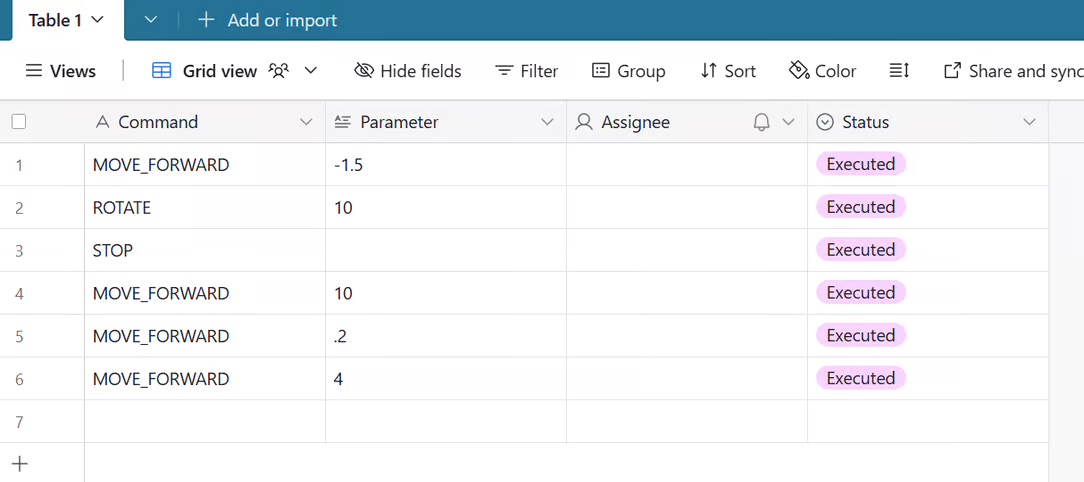 Table 1 Add or import
Views Grid view Hide fields Filter Group Sort Color Share and sync
Command Parameter Assignee Status
1 MOVE_FORWARD -1.5 Executed
2 ROTATE 10 Executed
3 STOP Executed
4 MOVE_FORWARD 10 Executed
5 MOVE_FORWARD .2 Executed
6 MOVE_FORWARD 4 Executed
7